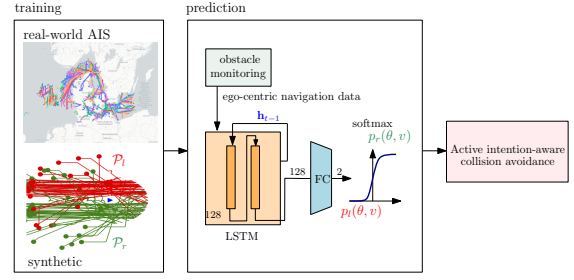 training
real-world AIS
𝒫_l
𝒫_r
synthetic
prediction
obstacle
monitoring
ego-centric navigation data
h_{t−1}
128
LSTM
128
FC
2
softmax
p_r(θ, v)
p_l(θ, v)
Active intention-aware
collision avoidance